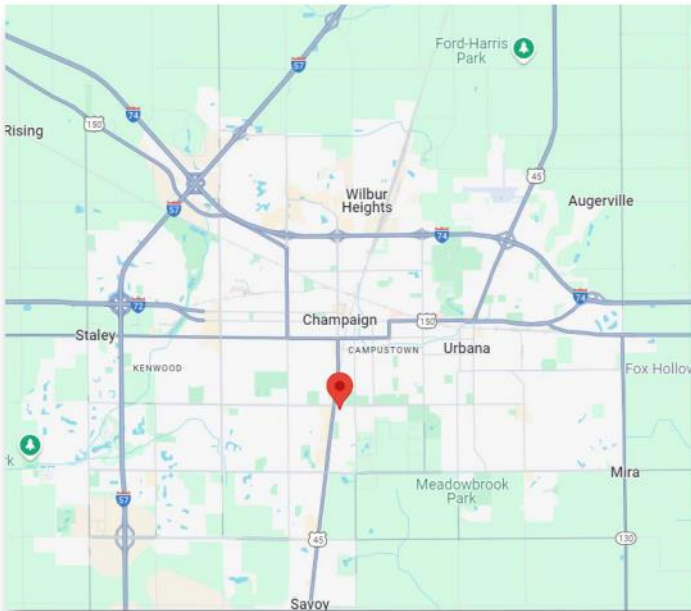 Ford-Harris
Park
57
74
150
Rising
45
Wilbur
Heights
Augerville
57
74
74
72
Champaign
150
Staley
CAMPUSTOWN
Urbana
KENWOOD
Fox Hollow
rk
Meadowbrook
Park
Mira
57
45
130
Savoy